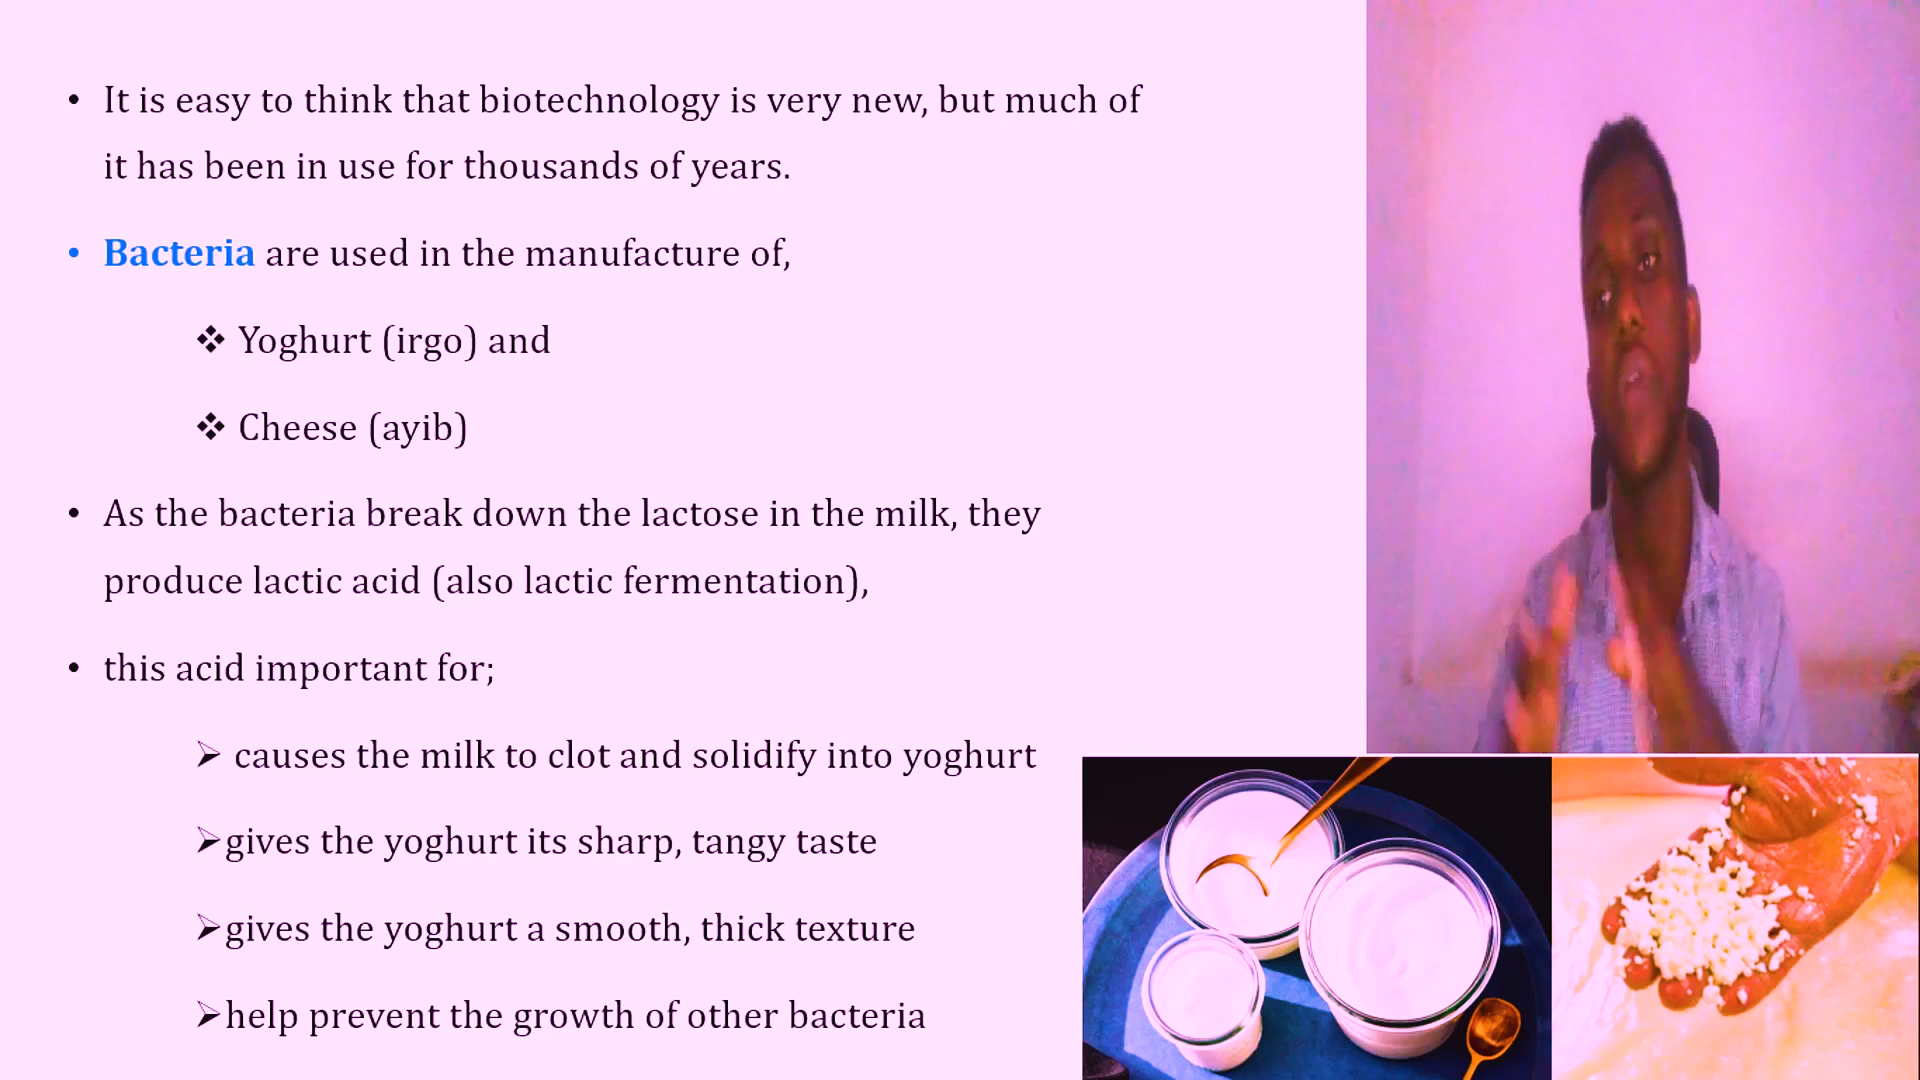 • It is easy to think that biotechnology is very new, but much of
it has been in use for thousands of years.
• Bacteria are used in the manufacture of,
❖ Yoghurt (irgo) and
❖ Cheese (ayib)
• As the bacteria break down the lactose in the milk, they
produce lactic acid (also lactic fermentation),
• this acid important for;
➢ causes the milk to clot and solidify into yoghurt
➢gives the yoghurt its sharp, tangy taste
➢gives the yoghurt a smooth, thick texture
➢help prevent the growth of other bacteria